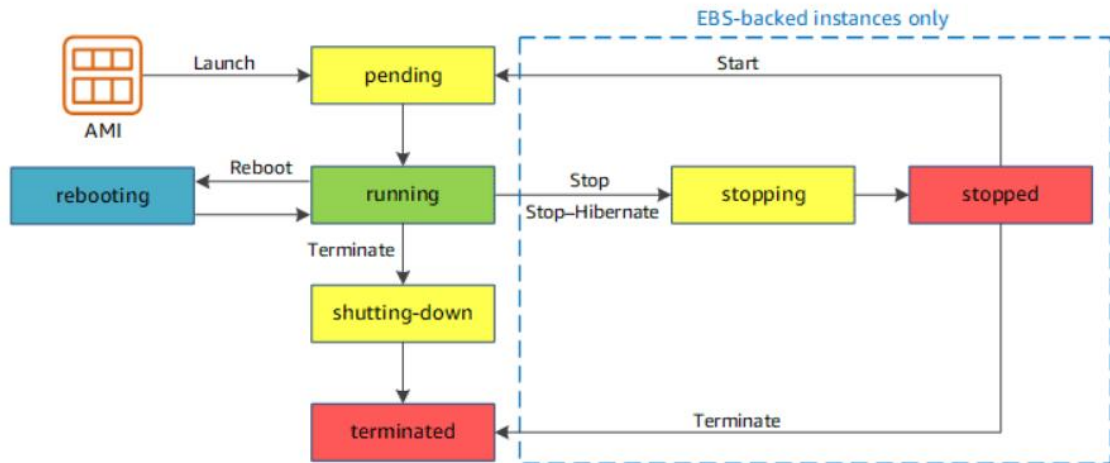 EBS-backed instances only
Launch
pending
Start
AMI
Reboot
rebooting
running
Stop
Stop–Hibernate
stopping
stopped
Terminate
shutting-down
terminated
Terminate